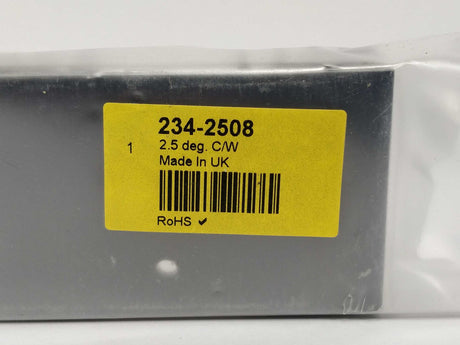 234-2508
1 2.5 deg. C/W
Made In UK
RoHS ✔